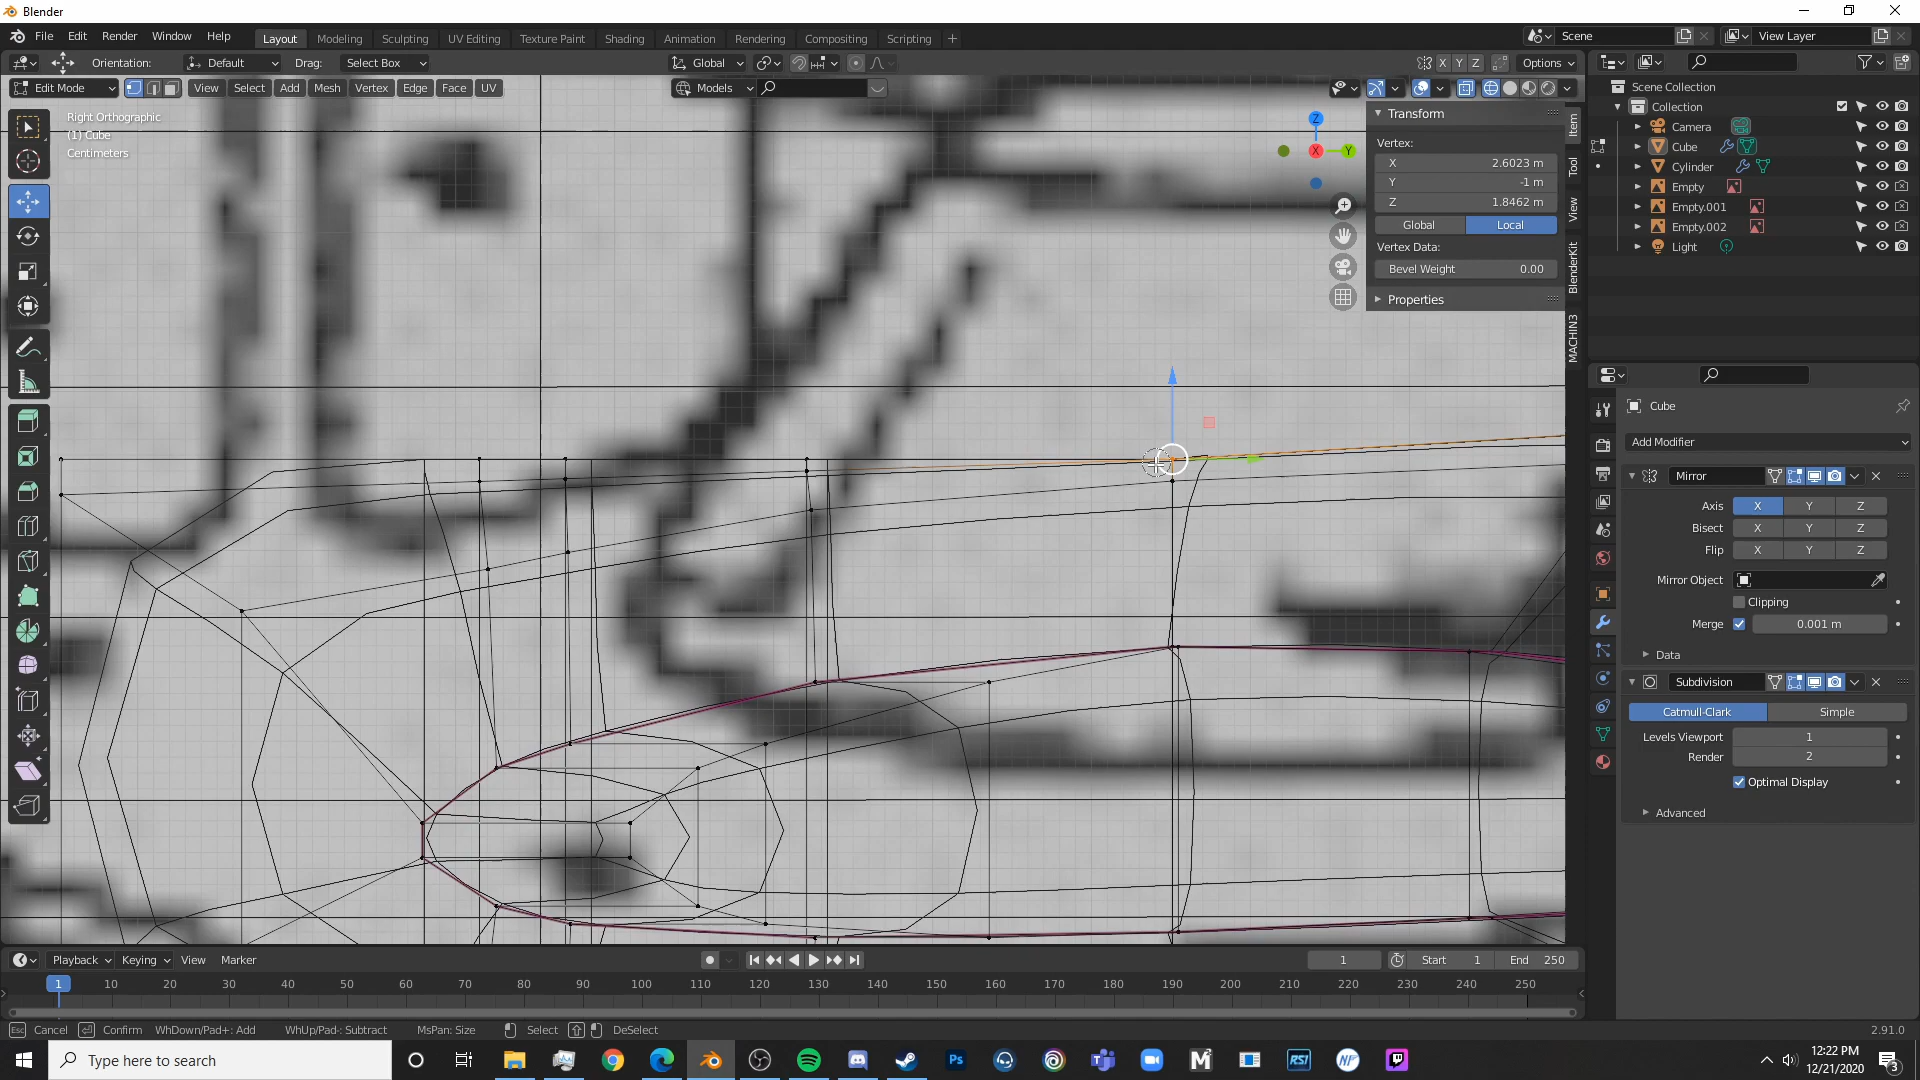 Blender
File Edit Render Window Help Layout Modeling Sculpting UV Editing Texture Paint Shading Animation Rendering Compositing Scripting Scene View Layer
Orientation: Default Drag: Select Box Global X Y Z Options
Edit Mode View Select Add Mesh Vertex Edge Face UV Models
Right Orthographic
(1) Cube
Centimeters
Z
X
Y
Transform
Vertex:
X 2.6023 m
Y -1 m
Z 1.8462 m
Global Local
Vertex Data:
Bevel Weight 0.00
Properties
Item
Tool
View
BlenderKit
MACHIN3
Scene Collection
Collection
Camera
Cube
Cylinder
Empty
Empty.001
Empty.002
Light
Cube
Add Modifier
Mirror
Axis X Y Z
Bisect X Y Z
Flip X Y Z
Mirror Object
Clipping
Merge 0.001 m
Data
Subdivision
Catmull-Clark Simple
Levels Viewport 1
Render 2
Optimal Display
Advanced
Playback Keying View Marker 1 Start 1 End 250
1 10 20 30 40 50 60 70 80 90 100 110 120 130 140 150 160 170 180 190 200 210 220 230 240 250
Esc Cancel Confirm WhDown/Pad+: Add WhUp/Pad-: Subtract MsPan: Size Select DeSelect 2.91.0
Type here to search Ps M RSI NF 12:22 PM
12/21/2020 3